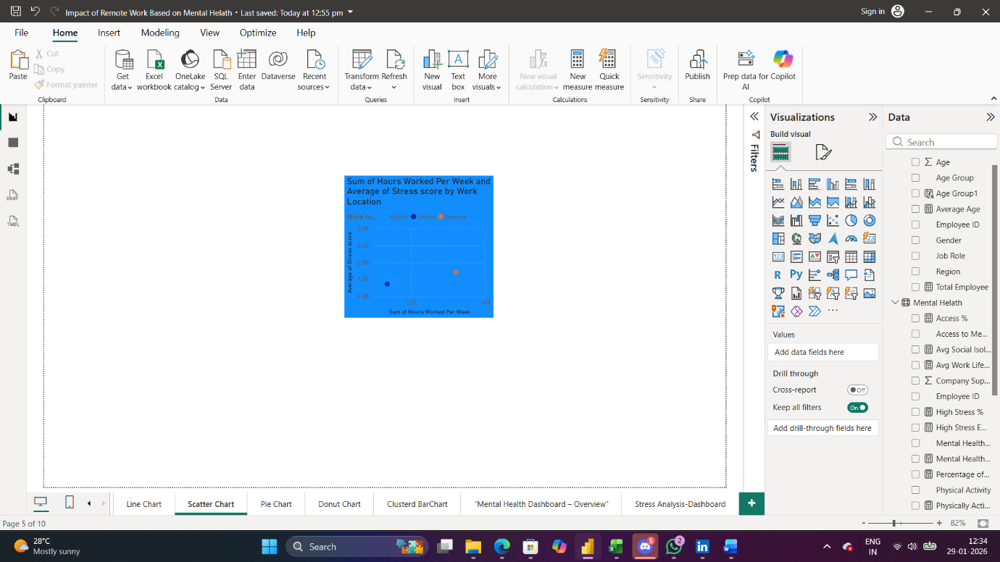 Impact of Remote Work Based on Mental Helath • Last saved: Today at 12:55 pm
Sign in
File Home Insert Modeling View Optimize Help
Paste
Cut
Copy
Format painter
Clipboard
Get data
Excel workbook
OneLake catalog
SQL Server
Enter data
Dataverse
Recent sources
Data
Transform data
Refresh
Queries
New visual
Text box
More visuals
Insert
New visual calculation
New measure
Quick measure
Calculations
Sensitivity
Sensitivity
Publish
Share
Prep data for AI
Copilot
Copilot
Sum of Hours Worked Per Week and
Average of Stress score by Work
Location
Work Lo... Hybrid Onsite Remote
Average of Stress score
2.04
2.02
2.00
1.98
1.96
13K 14K
Sum of Hours Worked Per Week
Filters
Visualizations
Build visual
Values
Add data fields here
Drill through
Cross-report Off
Keep all filters On
Add drill-through fields here
Data
Search
Age
Age Group
Age Group1
Average Age
Employee ID
Gender
Job Role
Region
Total Employee
Mental Helath
Access %
Access to Me...
Avg Social Isol...
Avg Work Life...
Company Sup...
Employee ID
High Stress %
High Stress E...
Mental Health...
Mental Health...
Percentage of...
Physical Activity
Physically Acti...
Line Chart Scatter Chart Pie Chart Donut Chart Clusterd BarChart "Mental Health Dashboard – Overview" Stress Analysis-Dashboard
Page 5 of 10
- + 82%
28°C
Mostly sunny
Search
5
2
ENG
IN
12:34
29-01-2026